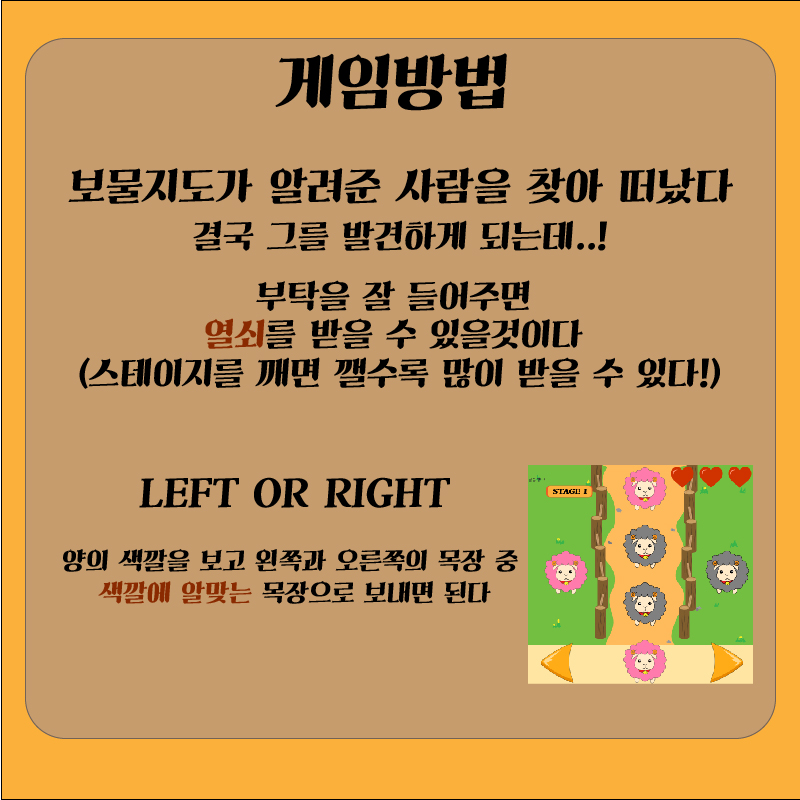 게임방법
보물지도가 알려준 사람을 찾아 떠났다
결국 그를 발견하게 되는데..!
부탁을 잘 들어주면
열쇠를 받을 수 있을것이다
(스테이지를 깨면 깰수록 많이 받을 수 있다!)
LEFT OR RIGHT
양의 색깔을 보고 왼쪽과 오른쪽의 목장 중
색깔에 알맞는 목장으로 보내면 된다
STAGE 1